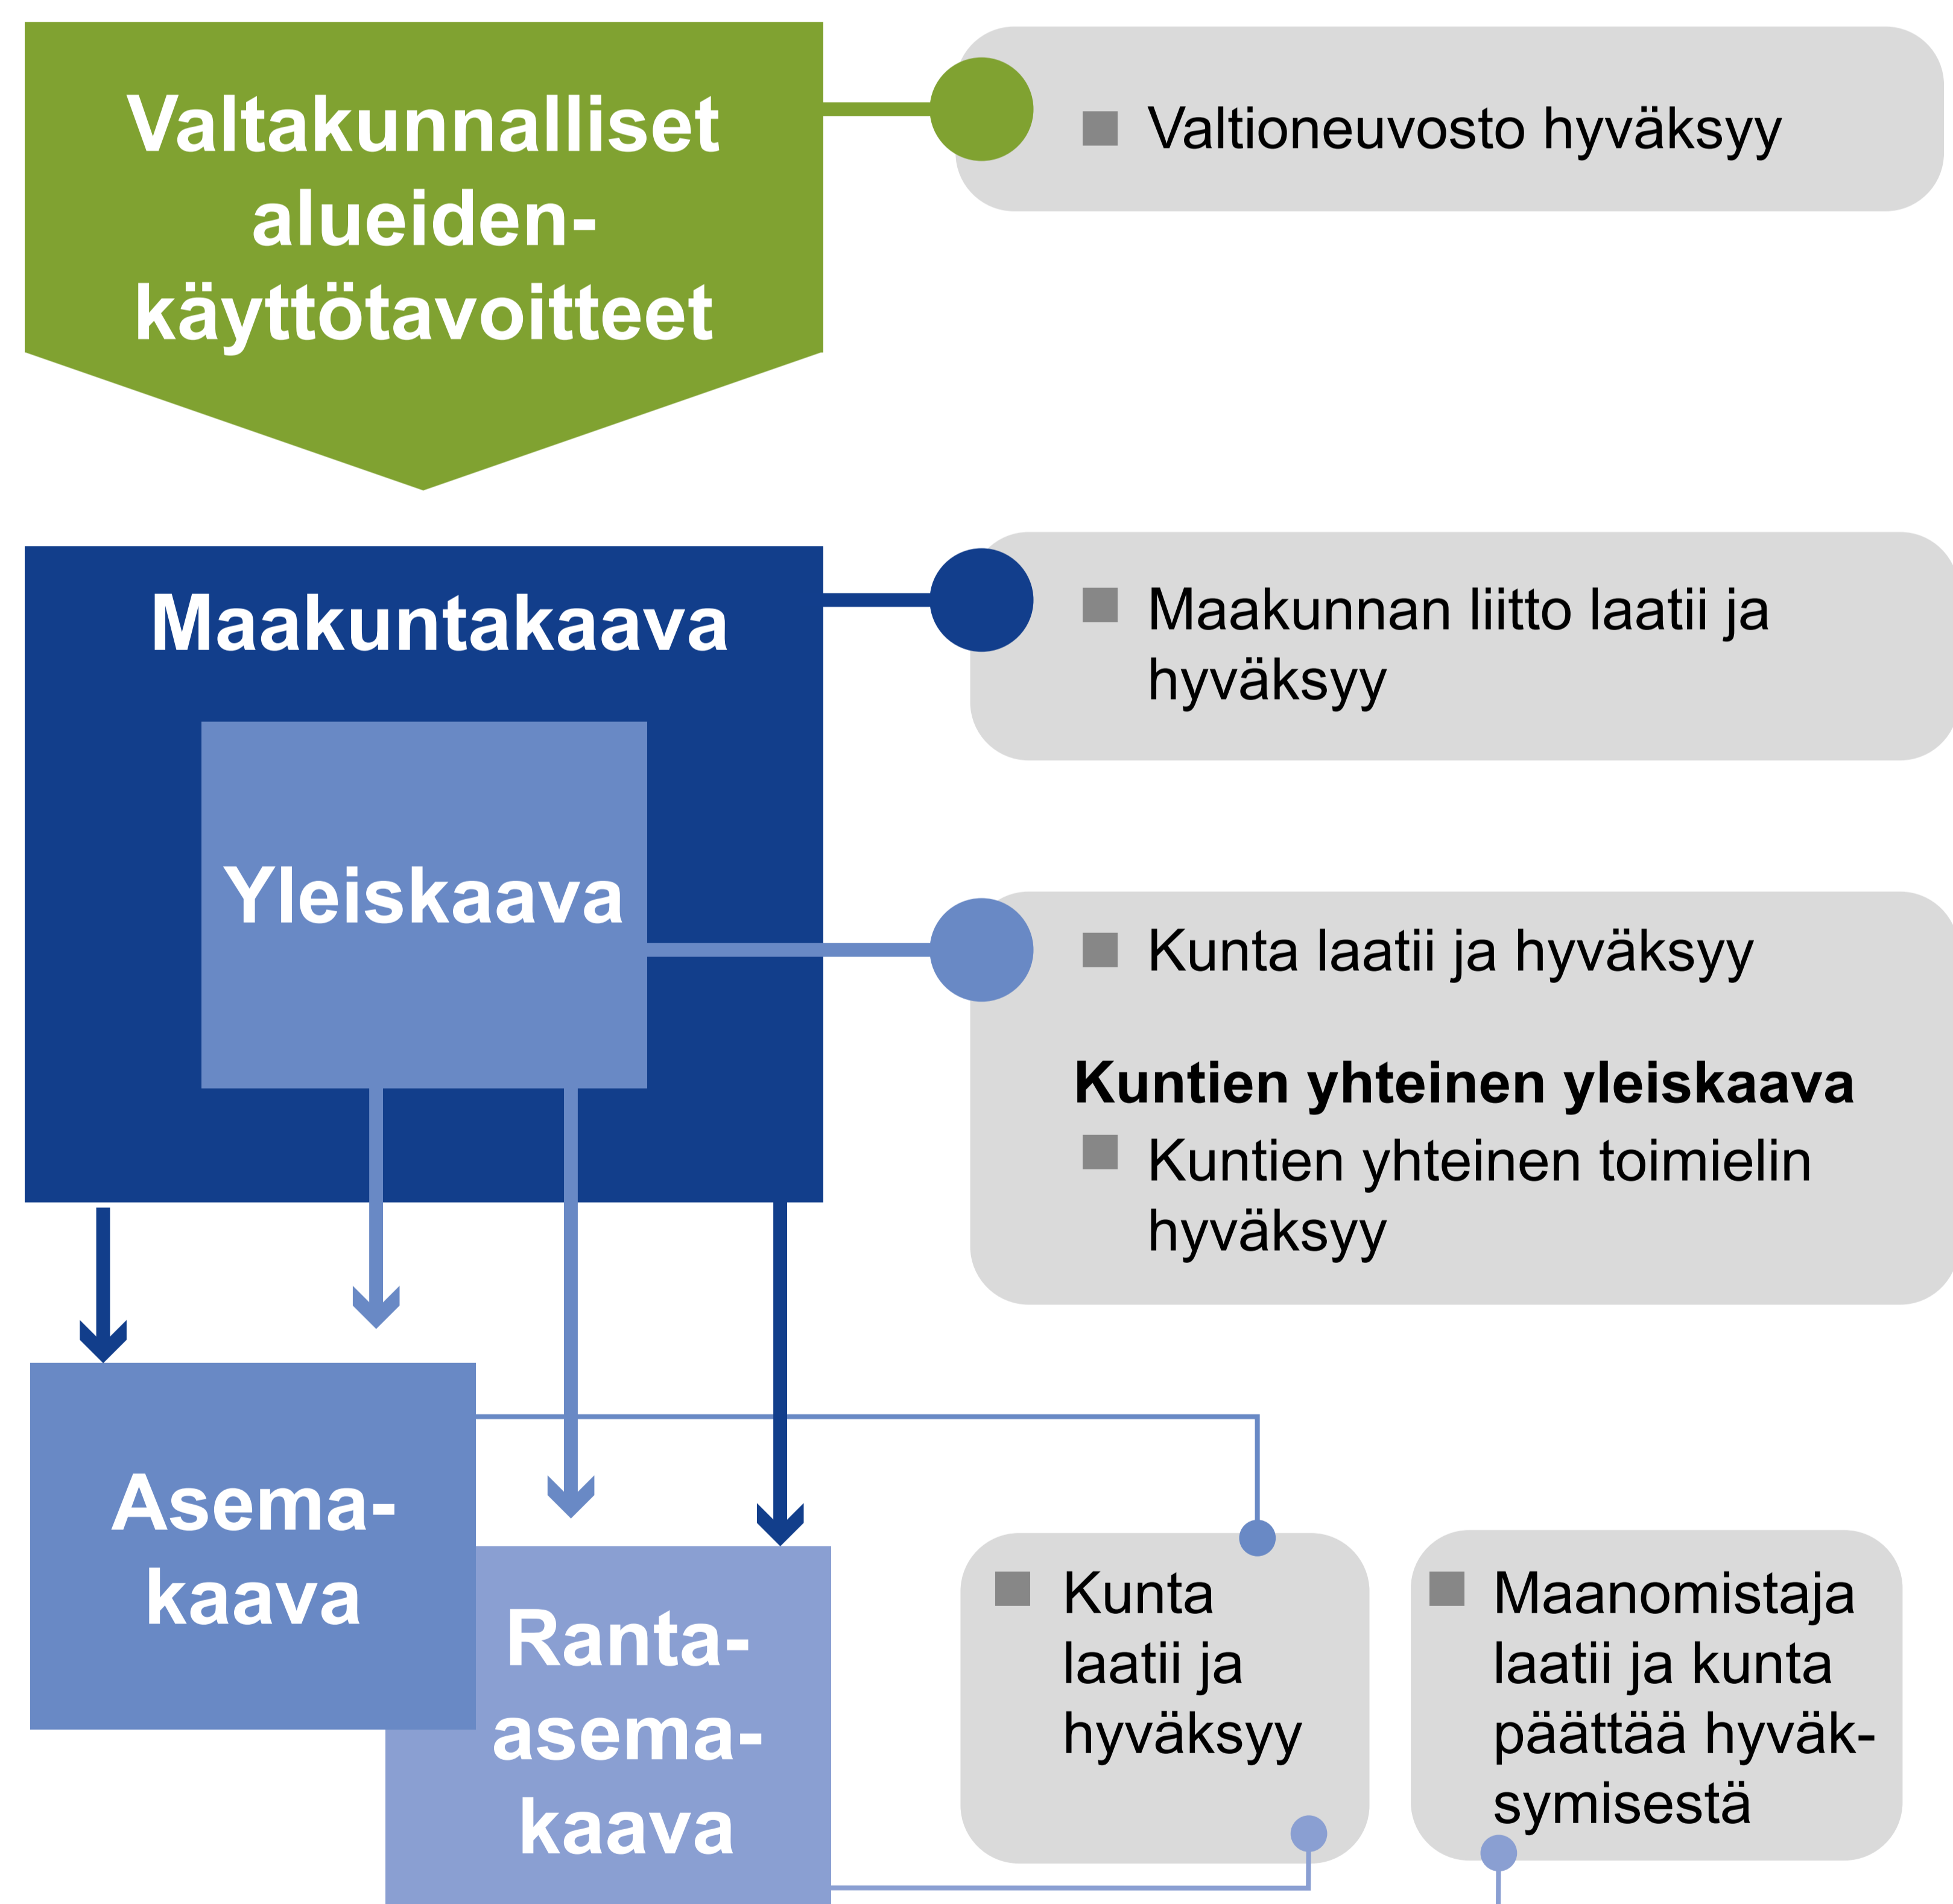 Valtakunnalliset
alueiden-
käyttötavoitteet
Valtioneuvosto hyväksyy
Maakuntakaava
Maakunnan liitto laatii ja
hyväksyy
Yleiskaava
Kunta laatii ja hyväksyy
Kuntien yhteinen yleiskaava
Kuntien yhteinen toimielin
hyväksyy
Asema-
kaava
Ranta-
asema-
kaava
Kunta
laatii ja
hyväksyy
Maanomistaja
laatii ja kunta
päättää hyväk-
symisestä